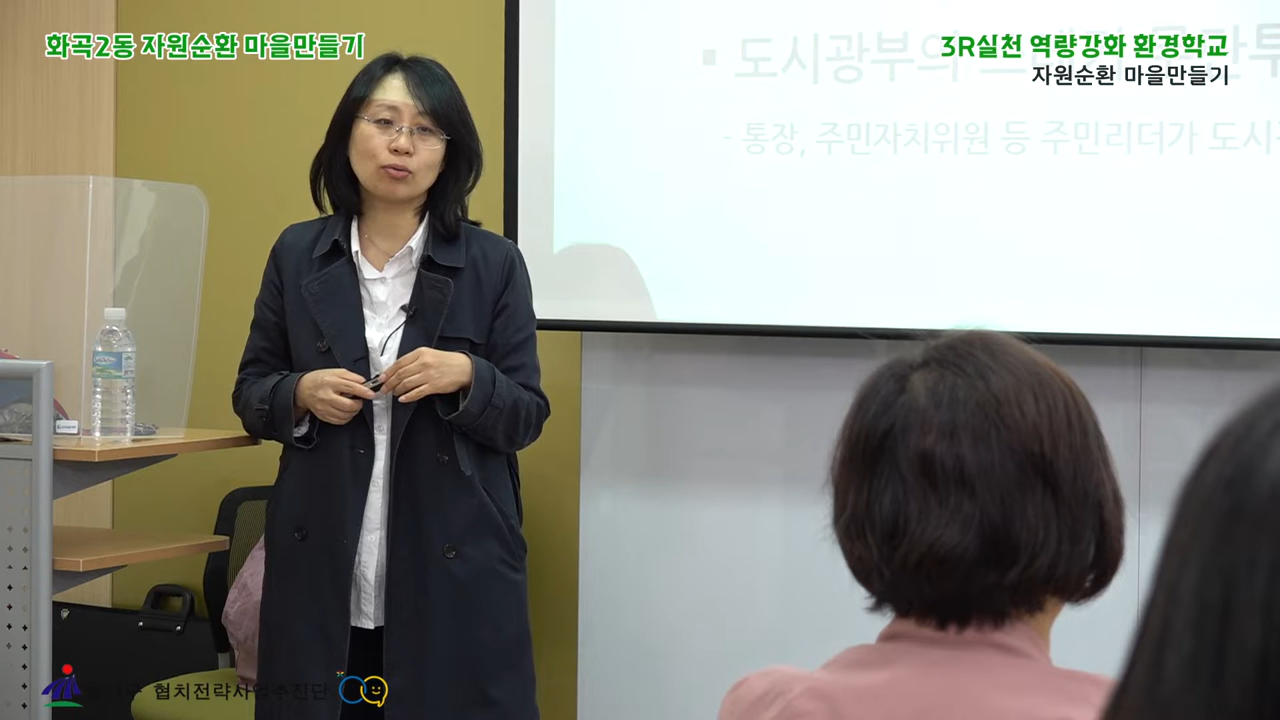 화곡2동 자원순환 마을만들기
3R실천 역량강화 환경학교
자원순환 마을만들기
도시광부의
- 통장, 주민자치위원 등 주민리더가 도시
협치전략사업추진단